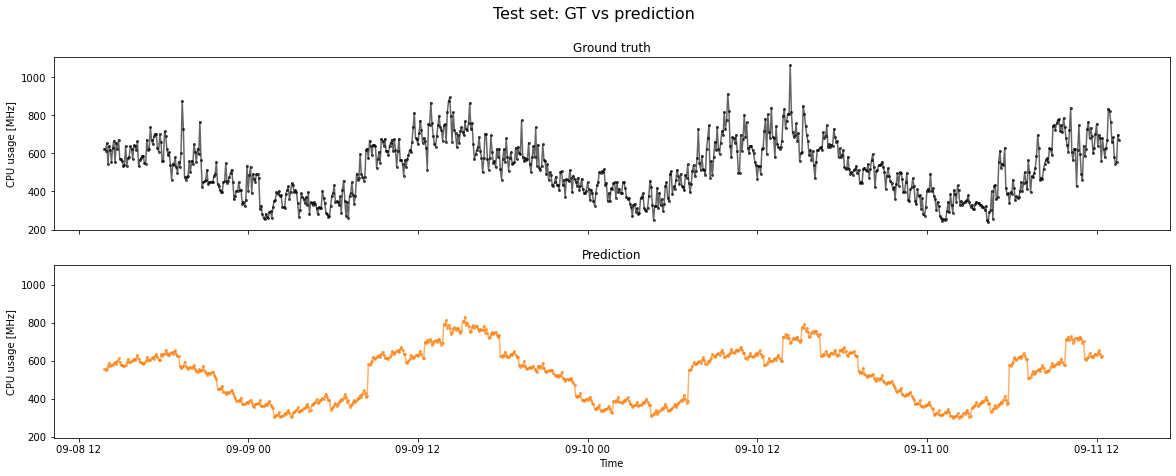 Test set: GT vs prediction
Ground truth
CPU usage [MHz]
1000
800
600
400
200
Prediction
CPU usage [MHz]
1000
800
600
400
200
09-08 12 09-09 00 09-09 12 09-10 00 09-10 12 09-11 00 09-11 12
Time